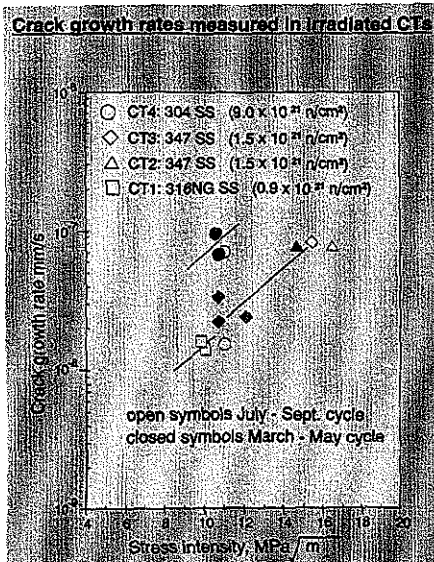 Crack growth rates measured in irradiated CTs
CT4: 304 SS (9.0 x 10²¹ n/cm²)
CT3: 347 SS (1.5 x 10²¹ n/cm²)
CT2: 347 SS (1.5 x 10²¹ n/cm²)
CT1: 316NG SS (0.9 x 10²¹ n/cm²)
Crack growth rate mm/s
open symbols July - Sept. cycle
closed symbols March - May cycle
4 6 8 10 12 14 16 18 20
Stress intensity, MPa √m